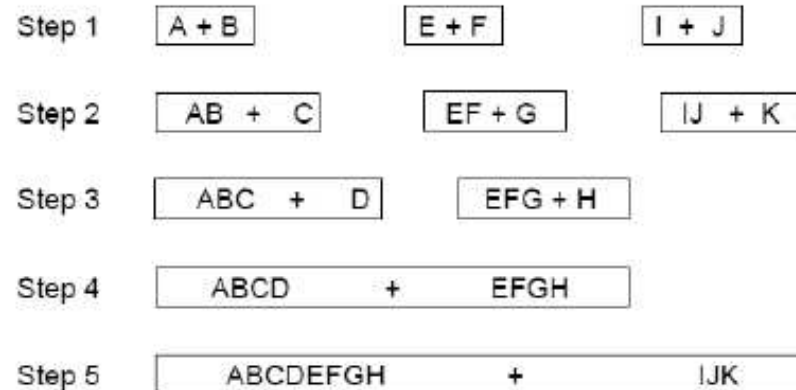 Step 1 A + B E + F I + J
Step 2 AB + C EF + G IJ + K
Step 3 ABC + D EFG + H
Step 4 ABCD + EFGH
Step 5 ABCDEFGH + IJK